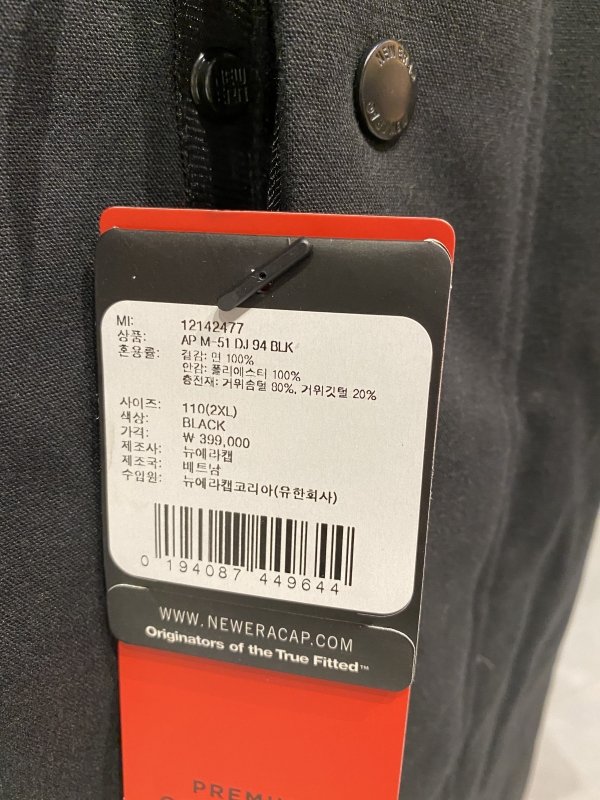 NEW ERA
MI: 12142477
상품: AP M-51 DJ 94 BLK
혼용률: 겉감: 면 100%
안감: 폴리에스터 100%
충전재: 거위솜털 80%, 거위깃털 20%
사이즈: 110(2XL)
색상: BLACK
가격: ₩ 399,000
제조사: 뉴에라캡
제조국: 베트남
수입원: 뉴에라캡코리아(유한회사)
0 194087 449644
WWW.NEWERACAP.COM
Originators of the True Fitted™